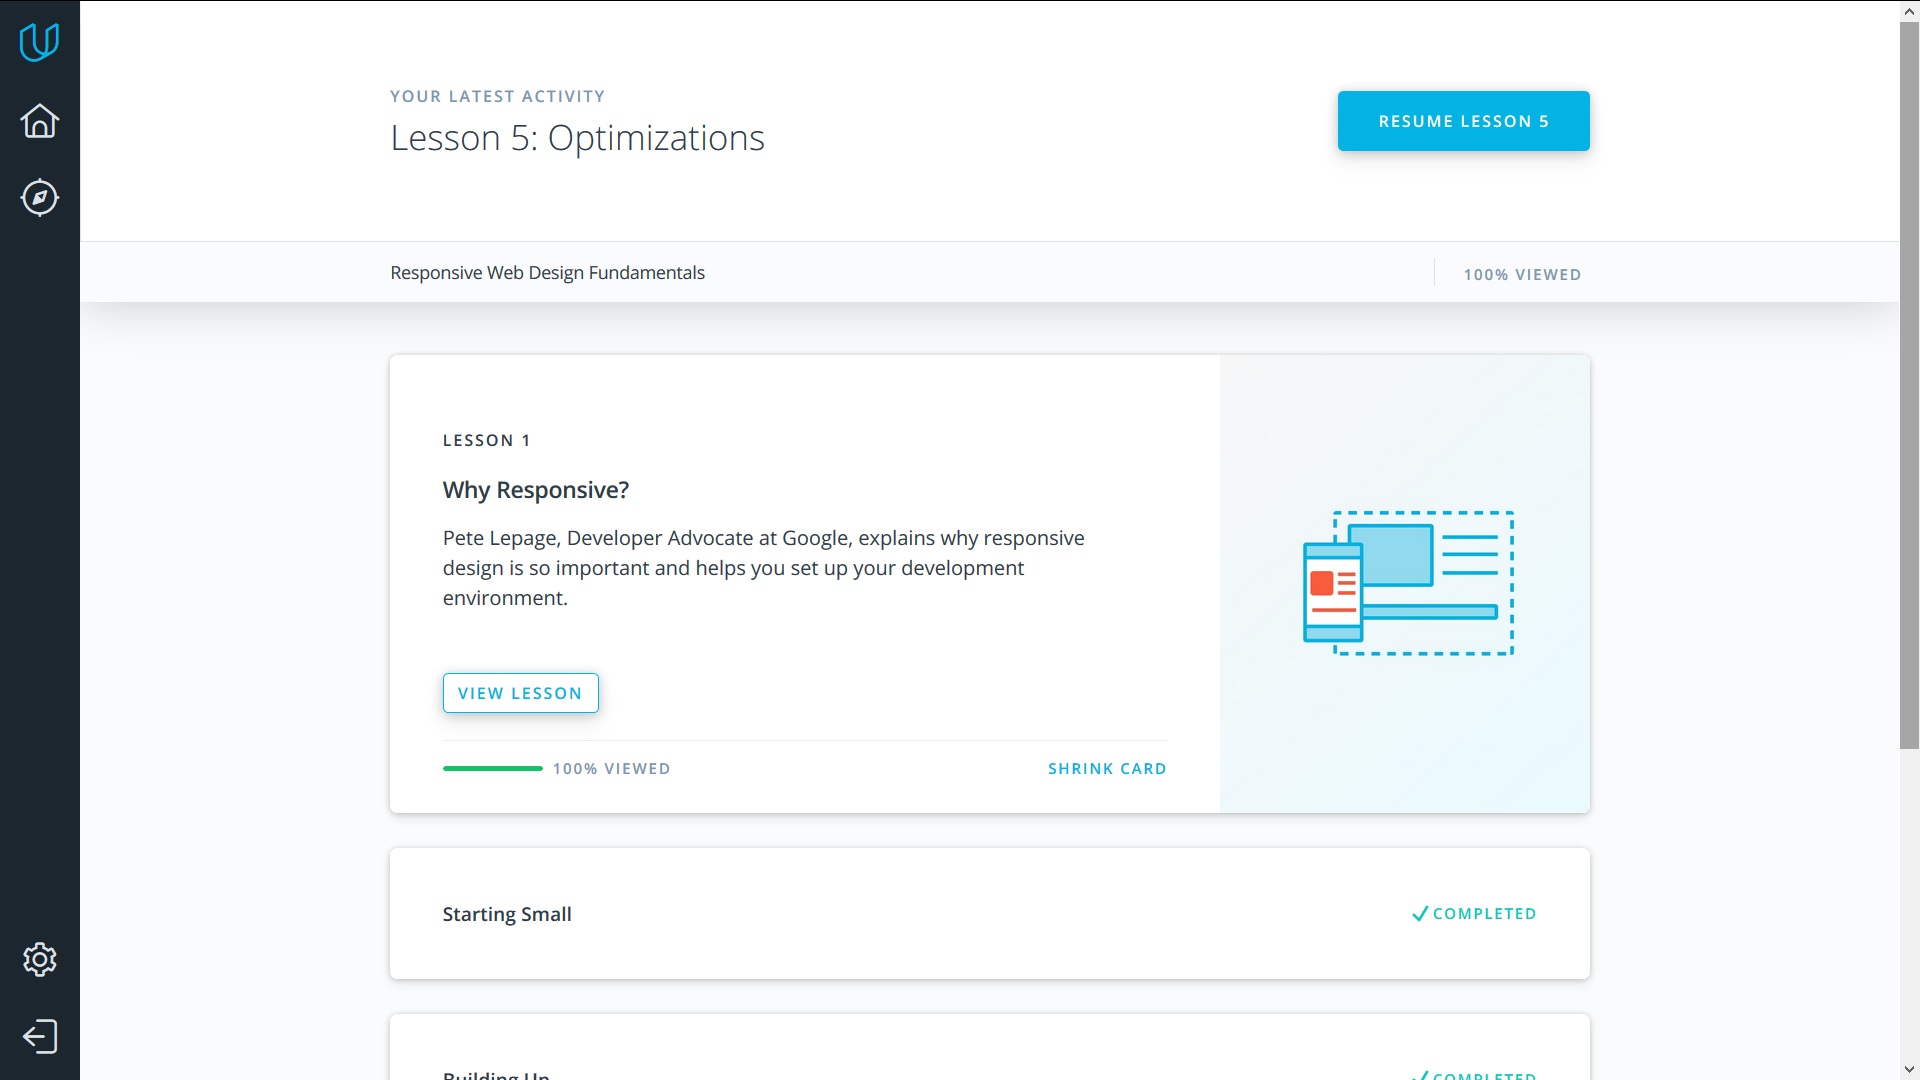 YOUR LATEST ACTIVITY
Lesson 5: Optimizations
RESUME LESSON 5
Responsive Web Design Fundamentals
100% VIEWED
LESSON 1
Why Responsive?
Pete Lepage, Developer Advocate at Google, explains why responsive
design is so important and helps you set up your development
environment.
VIEW LESSON
100% VIEWED
SHRINK CARD
Starting Small
COMPLETED
Building Up
COMPLETED